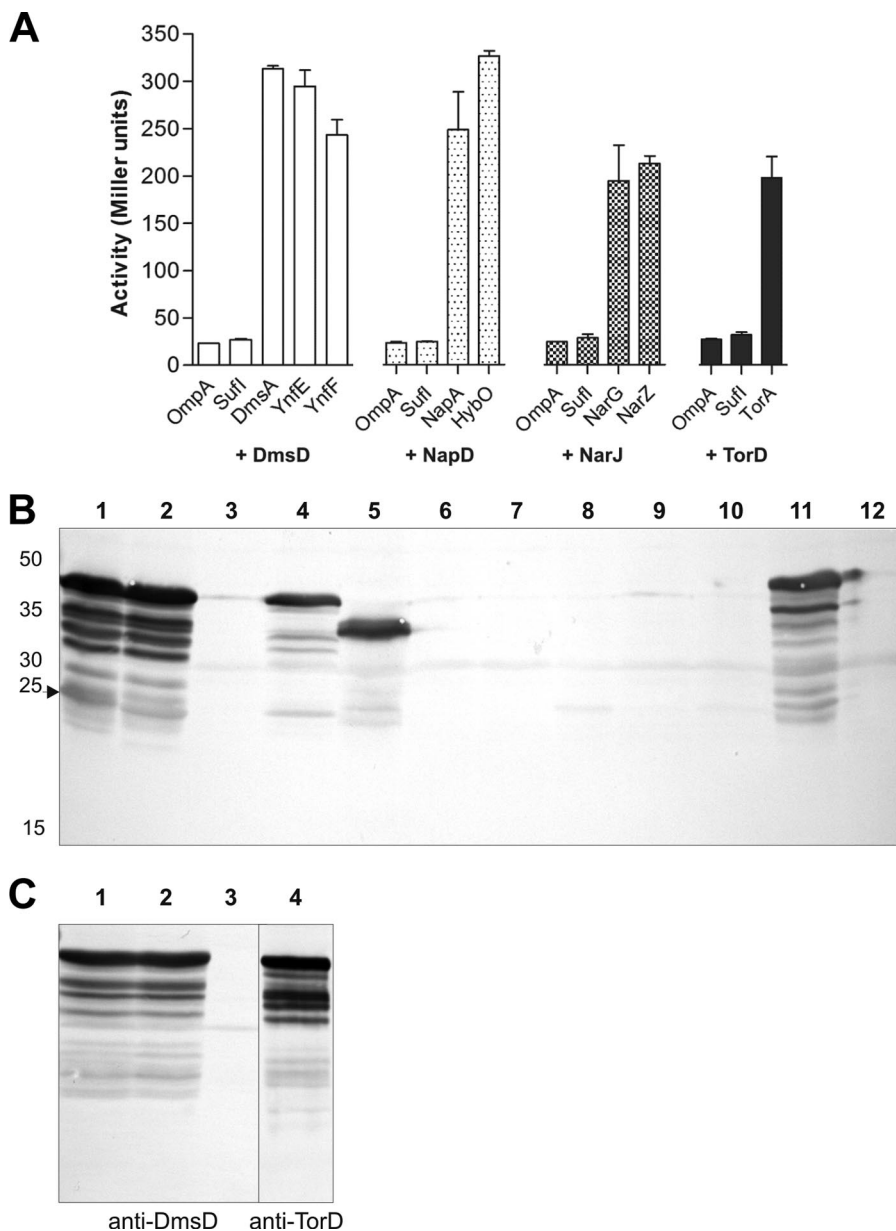 A
Activity (Miller units)
350
300
250
200
150
100
50
0
OmpA SufI DmsA YnfE YnfF OmpA SufI NapA HybO OmpA SufI NarG NarZ OmpA SufI TorA
+ DmsD + NapD + NarJ + TorD
B
1 2 3 4 5 6 7 8 9 10 11 12
50
35
30
25
15
C
1 2 3 4
anti-DmsD anti-TorD